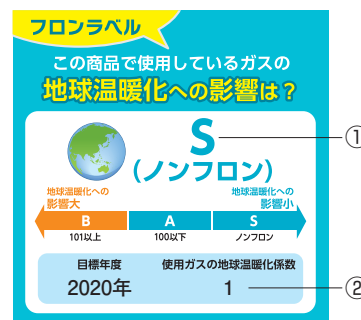 フロンラベル
この商品で使用しているガスの
地球温暖化への影響は？
S
(ノンフロン)
地球温暖化への
影響大
地球温暖化への
影響小
B A S
101以上 100以下 ノンフロン
目標年度 使用ガスの地球温暖化係数
2020年 1
①
②